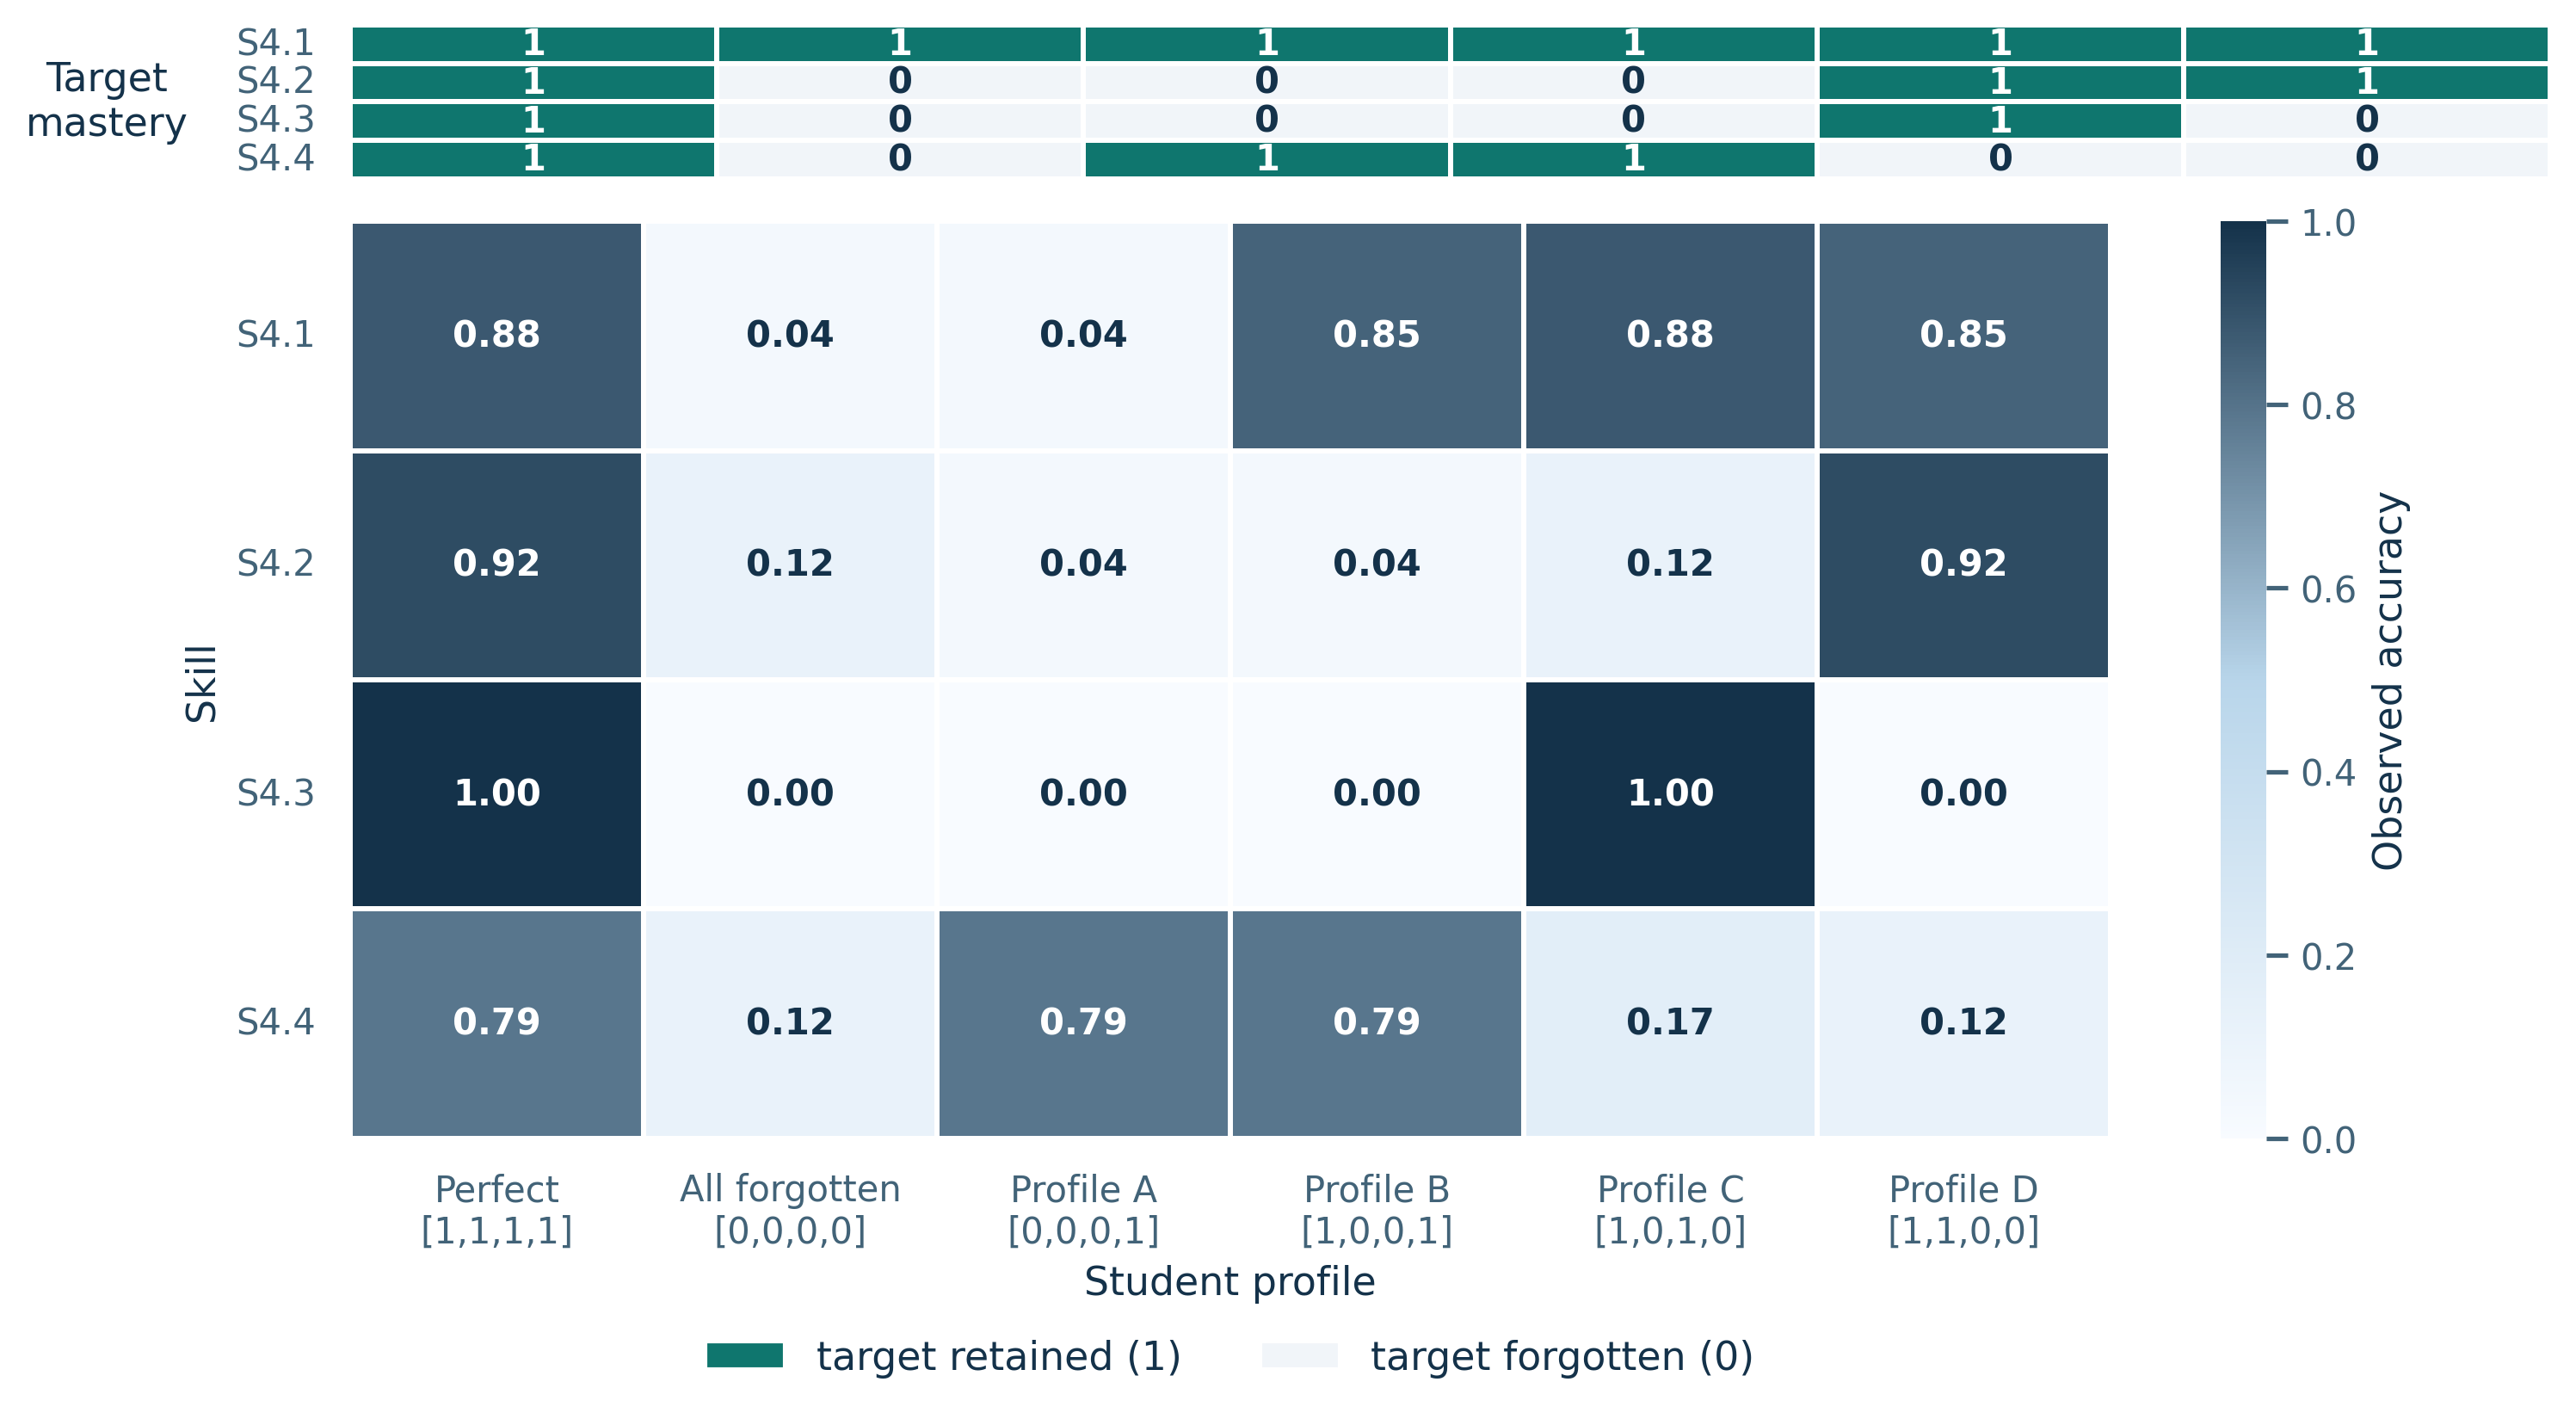 Target
mastery
S4.1 1 1 1 1 1 1
S4.2 1 0 0 0 1 1
S4.3 1 0 0 0 1 0
S4.4 1 0 1 1 0 0
Skill
S4.1 0.88 0.04 0.04 0.85 0.88 0.85
S4.2 0.92 0.12 0.04 0.04 0.12 0.92
S4.3 1.00 0.00 0.00 0.00 1.00 0.00
S4.4 0.79 0.12 0.79 0.79 0.17 0.12
Perfect All forgotten Profile A Profile B Profile C Profile D
[1,1,1,1] [0,0,0,0] [0,0,0,1] [1,0,0,1] [1,0,1,0] [1,1,0,0]
Student profile
1.0
0.8
0.6
0.4
0.2
0.0
Observed accuracy
target retained (1) target forgotten (0)